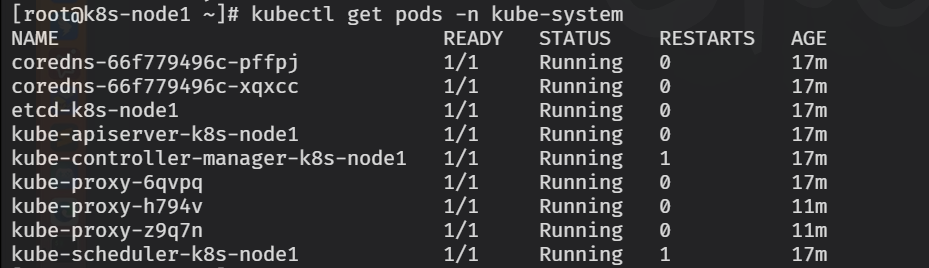 [root@k8s-node1 ~]# kubectl get pods -n kube-system
NAME READY STATUS RESTARTS AGE
coredns-66f779496c-pffpj 1/1 Running 0 17m
coredns-66f779496c-xqxcc 1/1 Running 0 17m
etcd-k8s-node1 1/1 Running 0 17m
kube-apiserver-k8s-node1 1/1 Running 0 17m
kube-controller-manager-k8s-node1 1/1 Running 1 17m
kube-proxy-6qvpq 1/1 Running 0 17m
kube-proxy-h794v 1/1 Running 0 11m
kube-proxy-z9q7n 1/1 Running 0 11m
kube-scheduler-k8s-node1 1/1 Running 1 17m